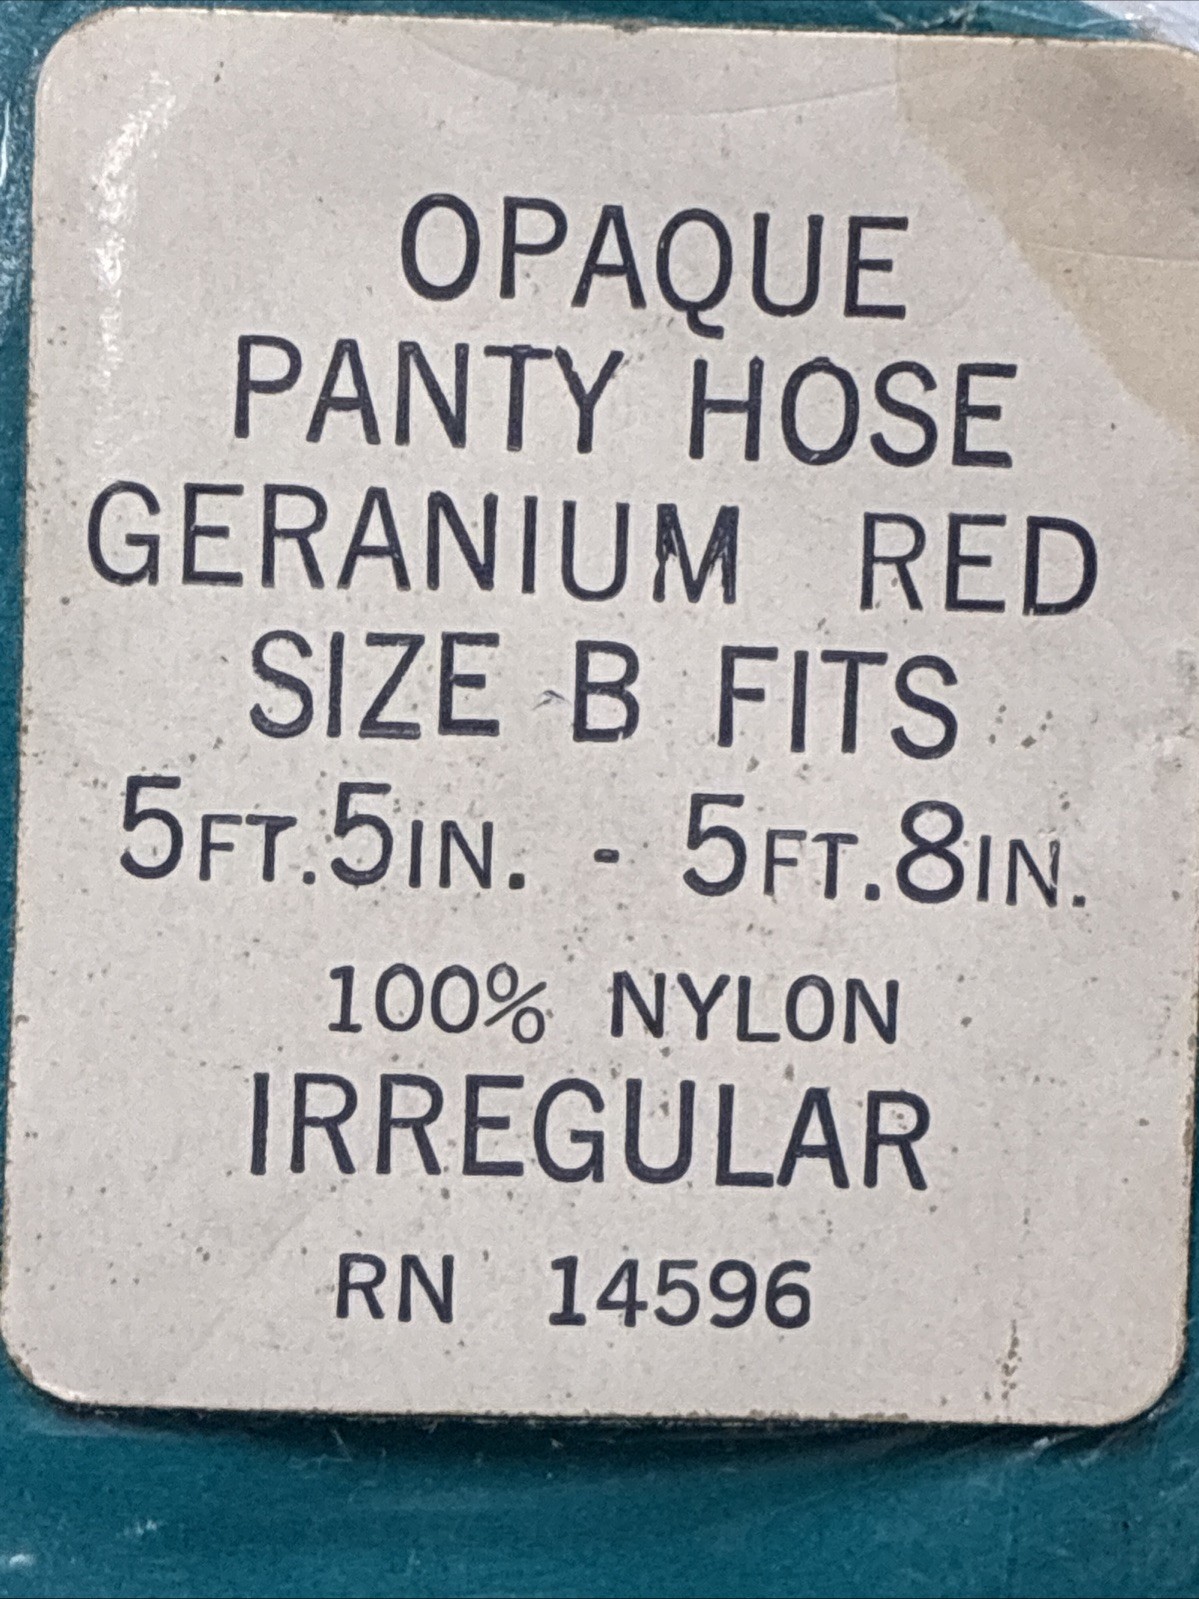 OPAQUE
PANTY HOSE
GERANIUM RED
SIZE B FITS
5FT.5IN. - 5FT.8IN.
100% NYLON
IRREGULAR
RN 14596